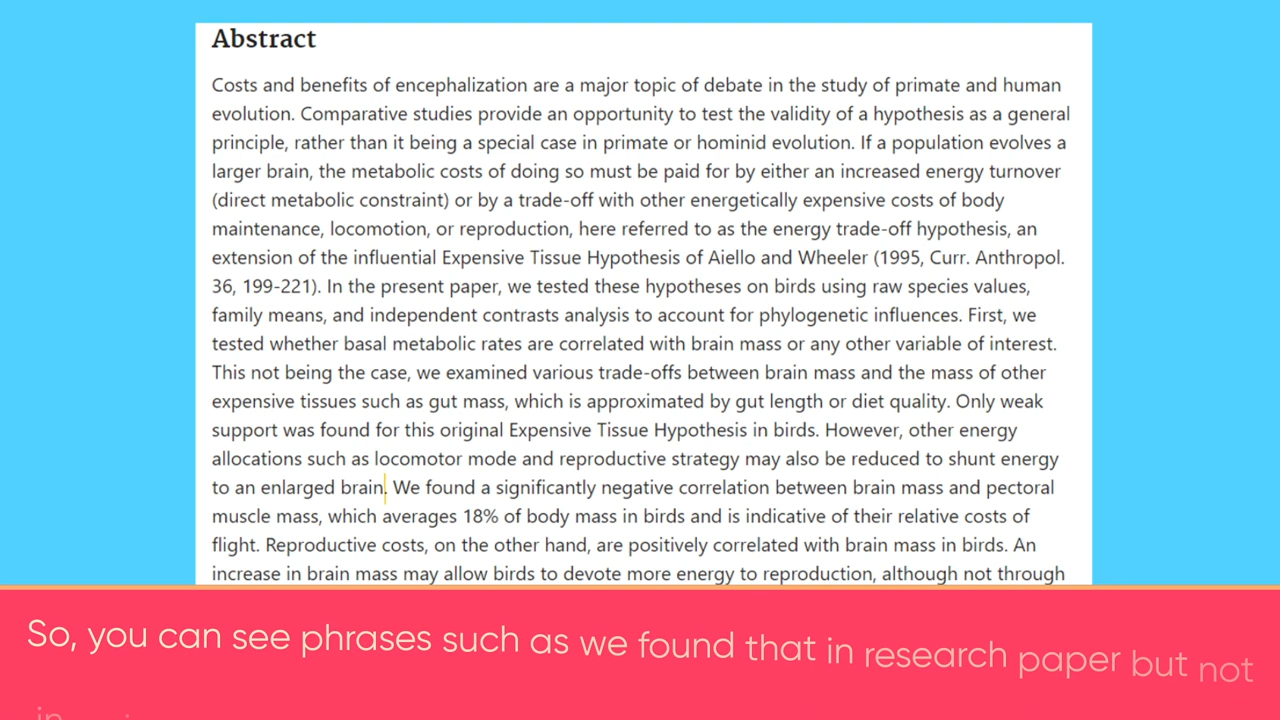 Abstract
Costs and benefits of encephalization are a major topic of debate in the study of primate and human
evolution. Comparative studies provide an opportunity to test the validity of a hypothesis as a general
principle, rather than it being a special case in primate or hominid evolution. If a population evolves a
larger brain, the metabolic costs of doing so must be paid for by either an increased energy turnover
(direct metabolic constraint) or by a trade-off with other energetically expensive costs of body
maintenance, locomotion, or reproduction, here referred to as the energy trade-off hypothesis, an
extension of the influential Expensive Tissue Hypothesis of Aiello and Wheeler (1995, Curr. Anthropol.
36, 199-221). In the present paper, we tested these hypotheses on birds using raw species values,
family means, and independent contrasts analysis to account for phylogenetic influences. First, we
tested whether basal metabolic rates are correlated with brain mass or any other variable of interest.
This not being the case, we examined various trade-offs between brain mass and the mass of other
expensive tissues such as gut mass, which is approximated by gut length or diet quality. Only weak
support was found for this original Expensive Tissue Hypothesis in birds. However, other energy
allocations such as locomotor mode and reproductive strategy may also be reduced to shunt energy
to an enlarged brain. We found a significantly negative correlation between brain mass and pectoral
muscle mass, which averages 18% of body mass in birds and is indicative of their relative costs of
flight. Reproductive costs, on the other hand, are positively correlated with brain mass in birds. An
increase in brain mass may allow birds to devote more energy to reproduction, although not through
So, you can see phrases such as we found that in research paper but not
in